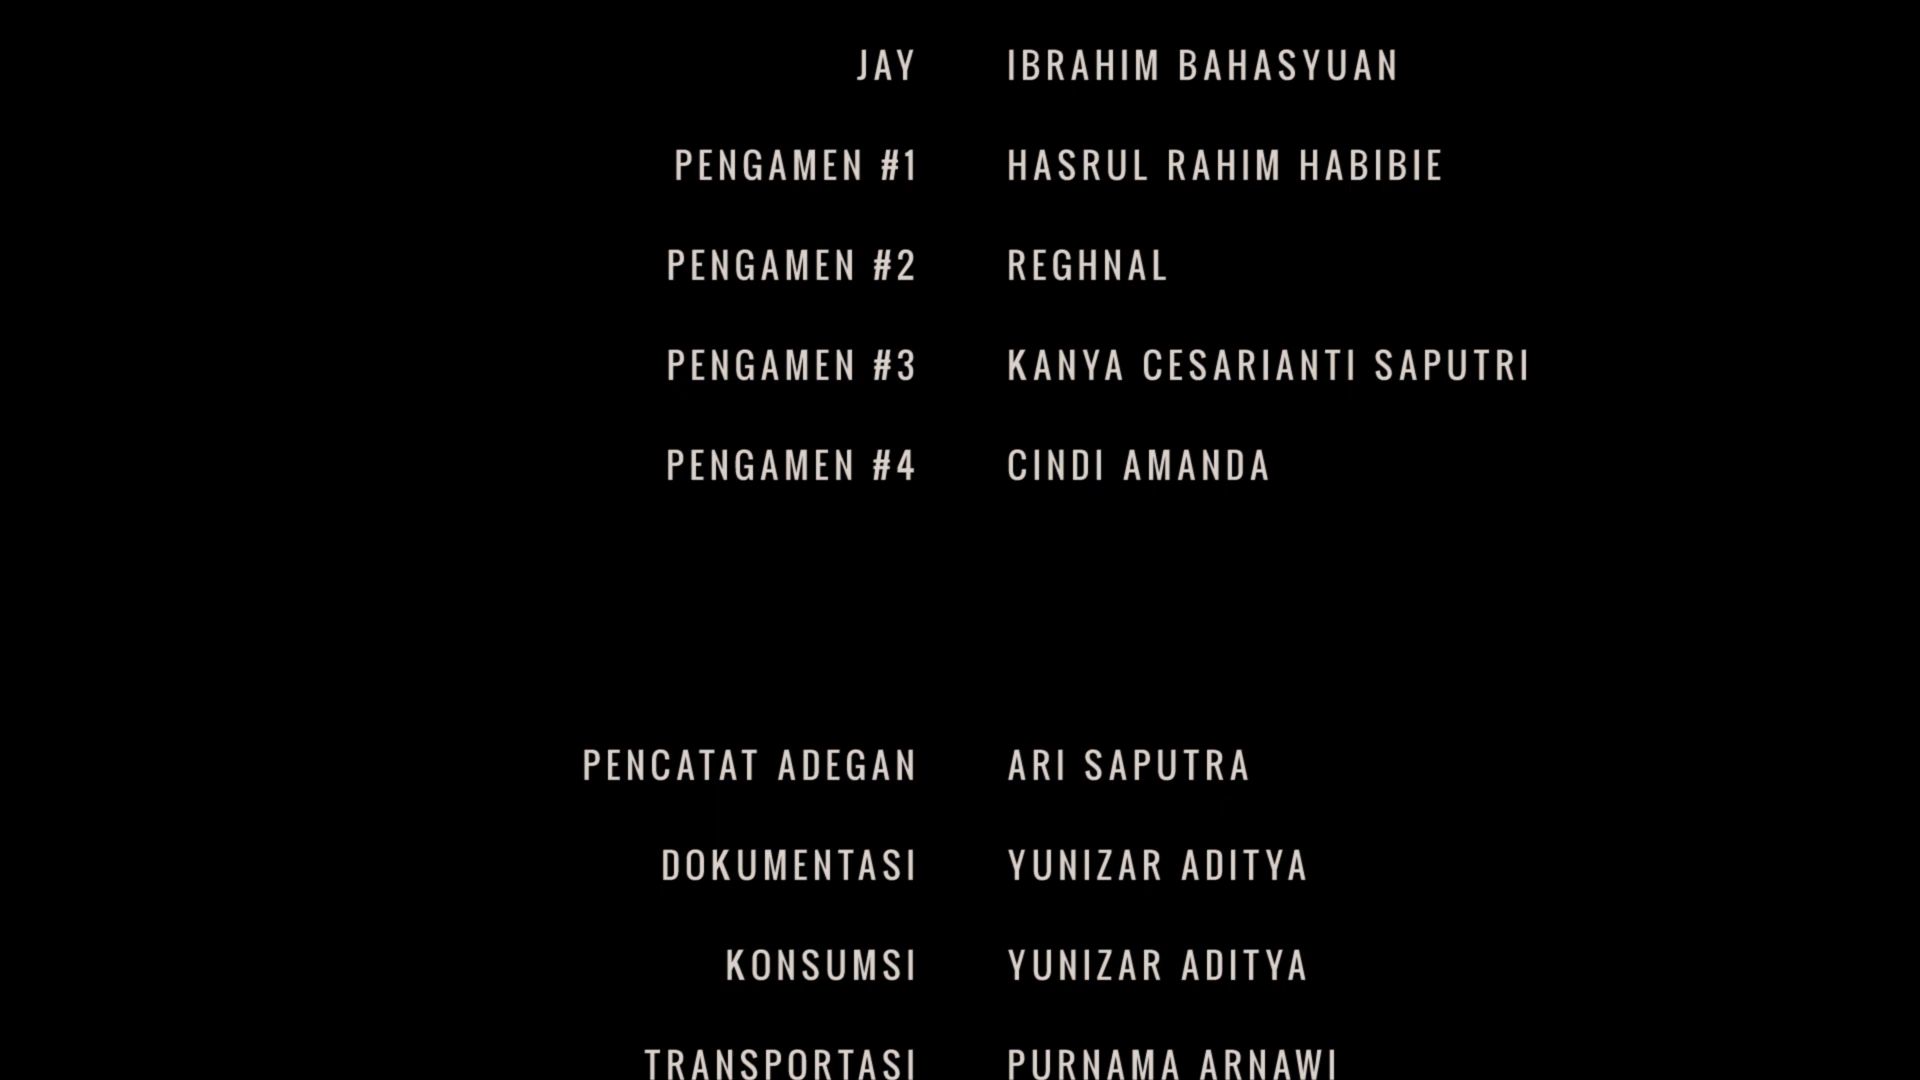 JAY IBRAHIM BAHASYUAN
PENGAMEN #1 HASRUL RAHIM HABIBIE
PENGAMEN #2 REGHNAL
PENGAMEN #3 KANYA CESARIANTI SAPUTRI
PENGAMEN #4 CINDI AMANDA
PENCATAT ADEGAN ARI SAPUTRA
DOKUMENTASI YUNIZAR ADITYA
KONSUMSI YUNIZAR ADITYA
TRANSPORTASI PURNAMA ARNAWI